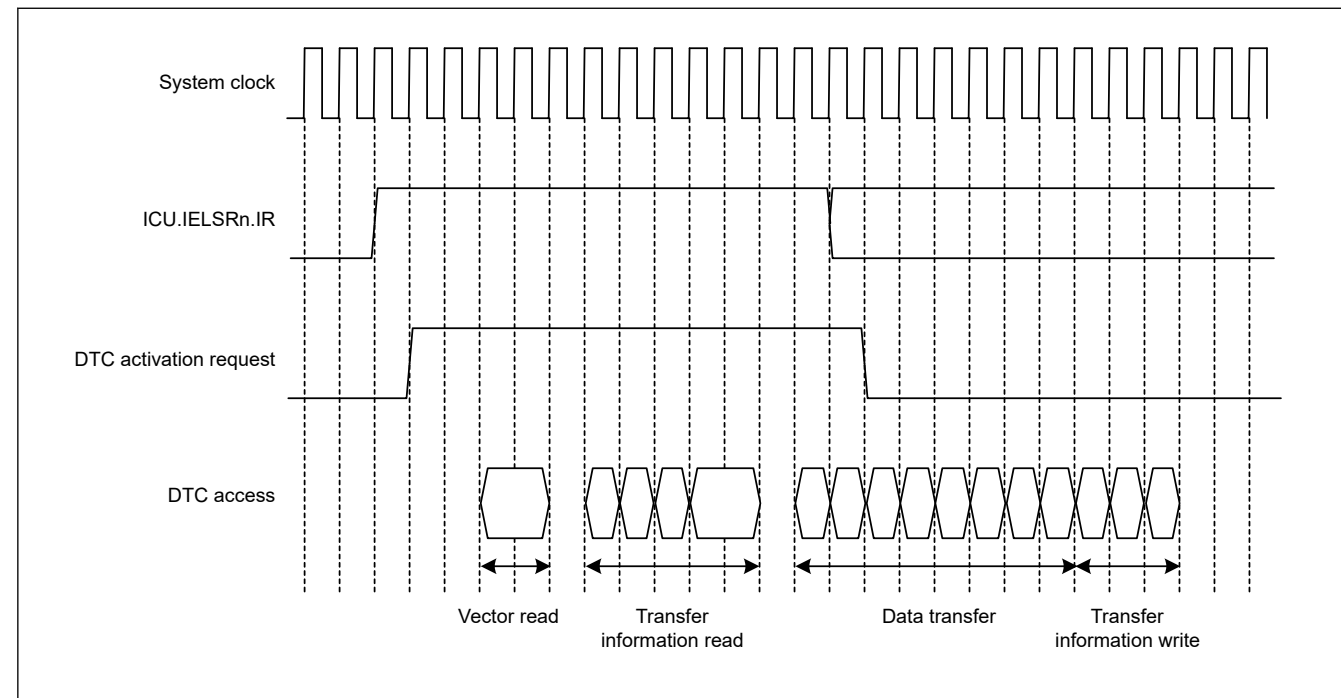 System clock
ICU.IELSRn.IR
DTC activation request
DTC access
Vector read
Transfer
information read
Data transfer
Transfer
information write